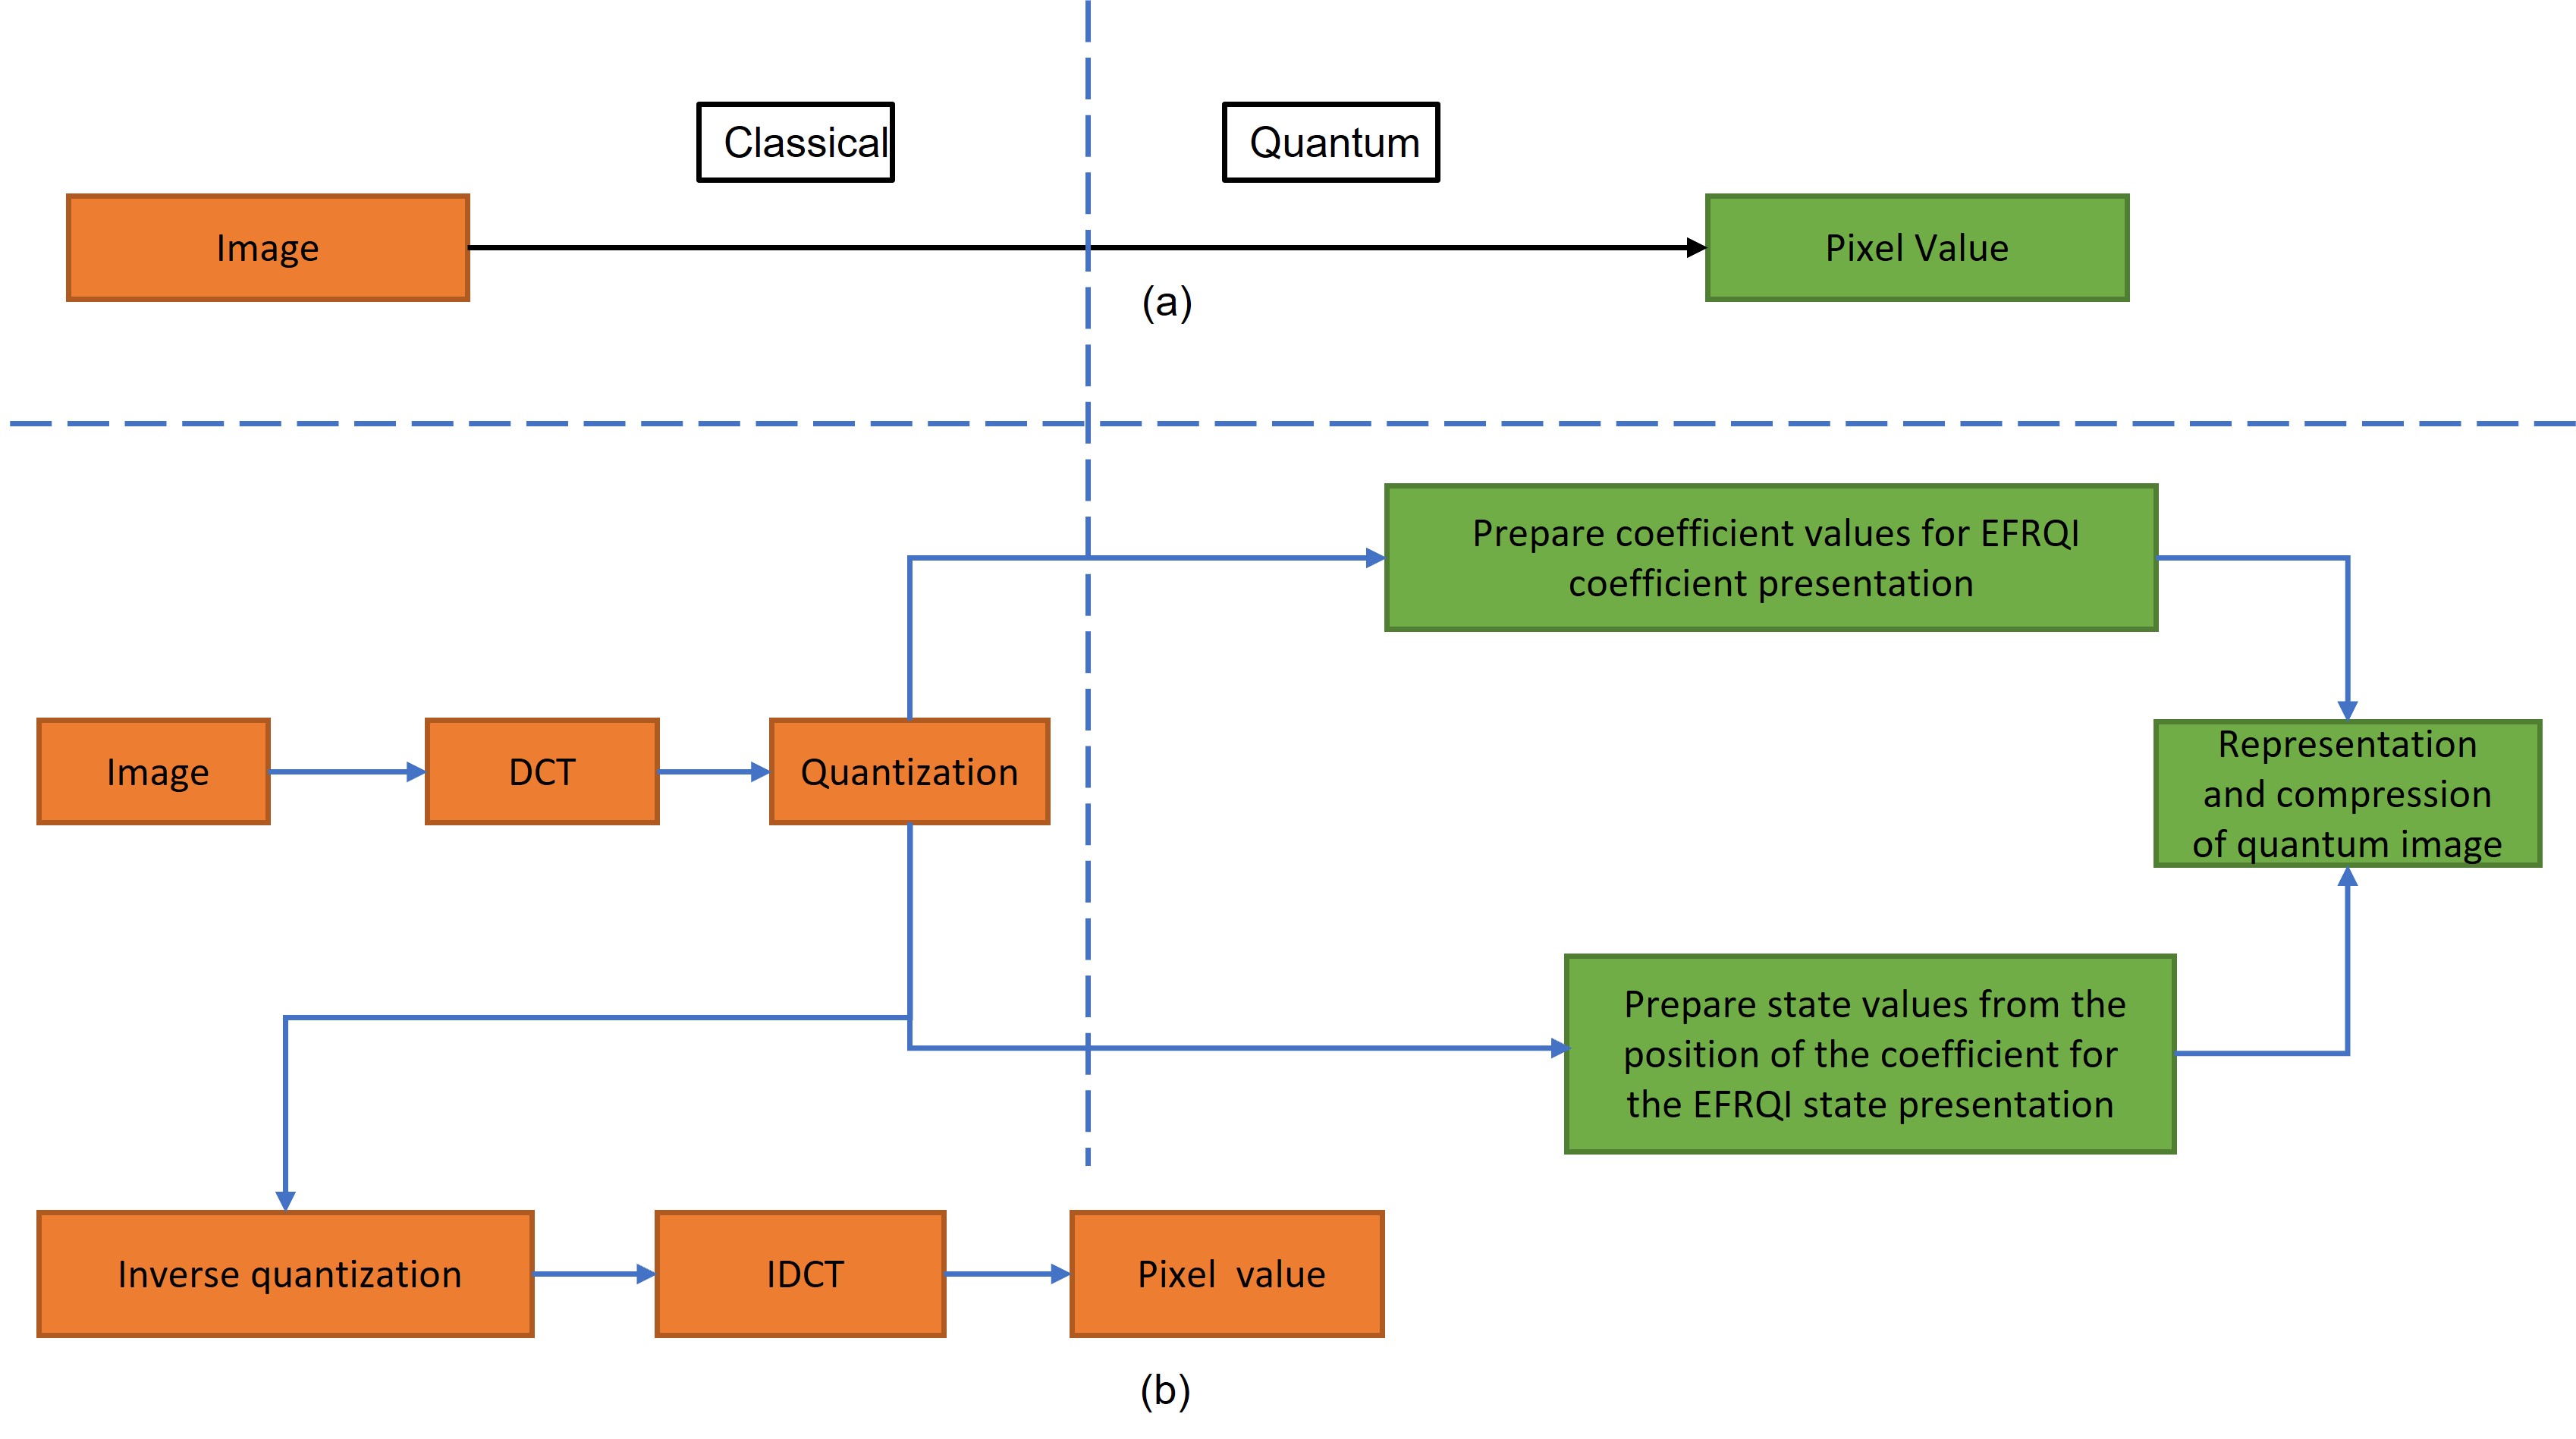 Classical
Quantum
Image
Pixel Value
(a)
Prepare coefficient values for EFRQI
coefficient presentation
Image
DCT
Quantization
Representation
and compression
of quantum image
Prepare state values from the
position of the coefficient for
the EFRQI state presentation
Inverse quantization
IDCT
Pixel value
(b)